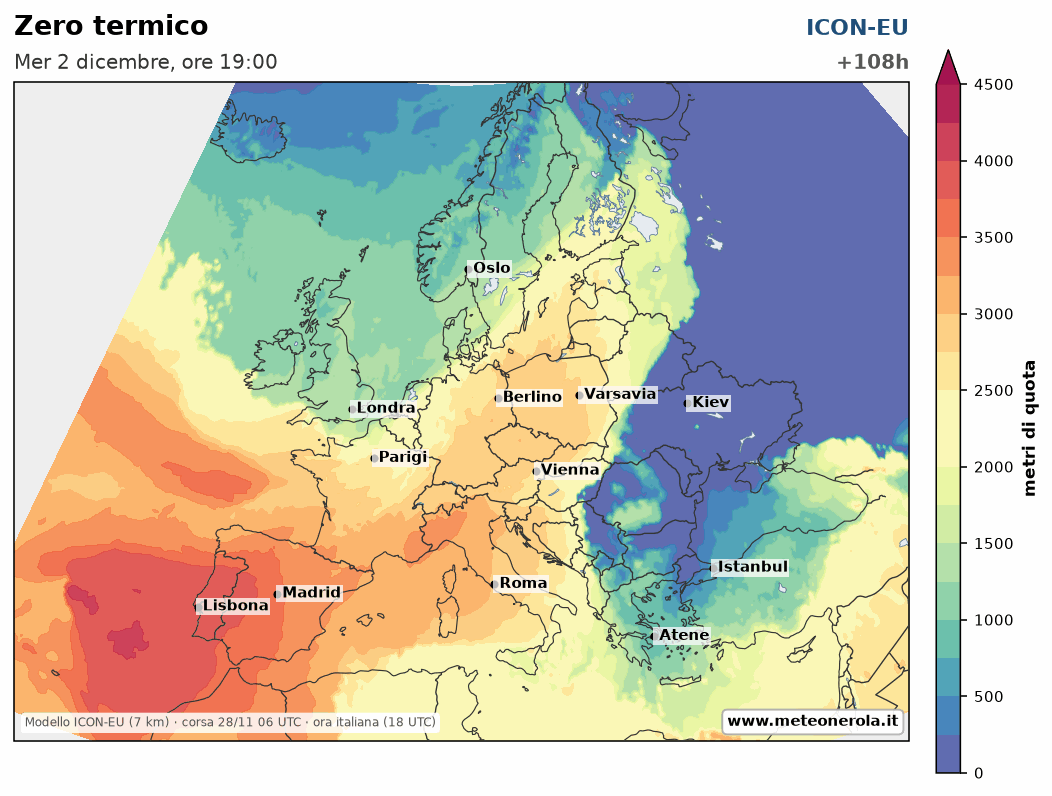 Zero termico
ICON-EU
Mer 2 dicembre, ore 19:00
+108h
4500
4000
3500
3000
2500
2000
1500
1000
500
0
metri di quota
Oslo
Berlino
Varsavia
Kiev
Londra
Parigi
Vienna
Istanbul
Roma
Madrid
Lisbona
Atene
Modello ICON-EU (7 km) · corsa 28/11 06 UTC · ora italiana (18 UTC)
www.meteonerola.it